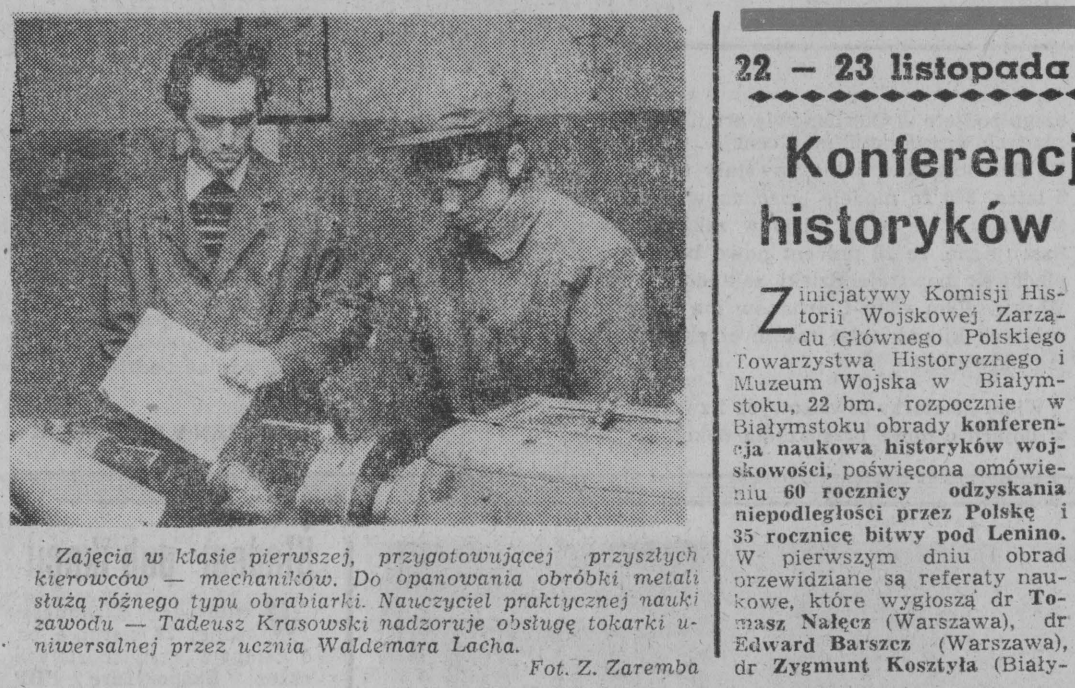 Zajęcia w klasie pierwszej, przygotowującej przyszłych
kierowców — mechaników. Do opanowania obróbki metali
służą różnego typu obrabiarki. Nauczyciel praktycznej nauki
zawodu — Tadeusz Krasowski nadzoruje obsługę tokarki u-
niwersalnej przez ucznia Waldemara Lacha.
Fot. Z. Zaremba
22 — 23 listopada
Konferencj
historyków
Z inicjatywy Komisji His-
torii Wojskowej Zarzą-
du Głównego Polskiego
Towarzystwa Historycznego i
Muzeum Wojska w Białym-
stoku, 22 bm. rozpocznie w
Białymstoku obrady konferen-
cja naukowa historyków woj-
skowości, poświęcona omówie-
niu 60 rocznicy odzyskania
niepodległości przez Polskę i
35 rocznicę bitwy pod Lenino.
W pierwszym dniu obrad
przewidziane są referaty nau-
kowe, które wygłoszą dr To-
masz Nałęcz (Warszawa), dr
Edward Barszcz (Warszawa),
dr Zygmunt Kosztyła (Biały-